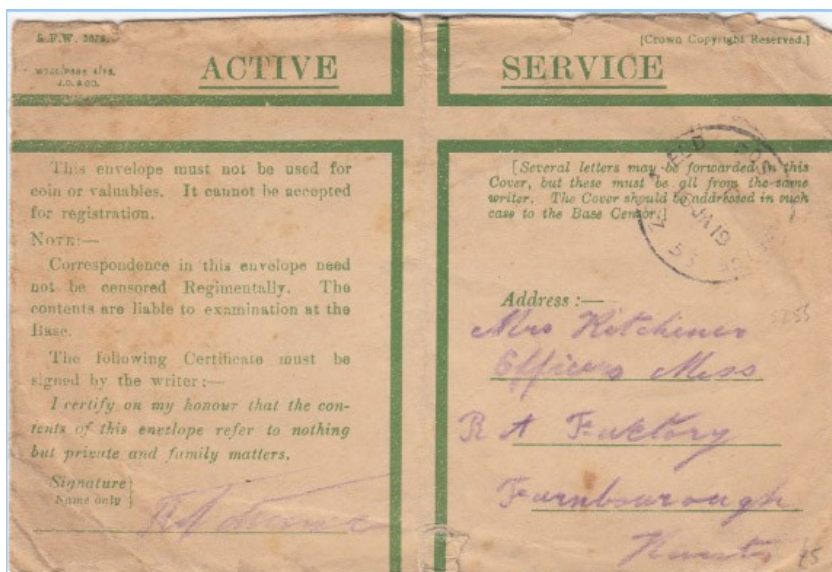 [Crown Copyright Reserved.]
ACTIVE SERVICE
This envelope must not be used for
coin or valuables. It cannot be accepted
for registration.
NOTE:—
Correspondence in this envelope need
not be censored Regimentally. The
contents are liable to examination at the
Base.
The following Certificate must be
signed by the writer:—
I certify on my honour that the con-
tents of this envelope refer to nothing
but private and family matters.
Signature
Name only
[Several letters may be forwarded in this
Cover, but these must be all from the same
writer. The Cover should be addressed in such
case to the Base Censor.]
JA 19
Address:—
Mrs Kitchener
Officers Mess
R A Factory
Farnbourough
Hants